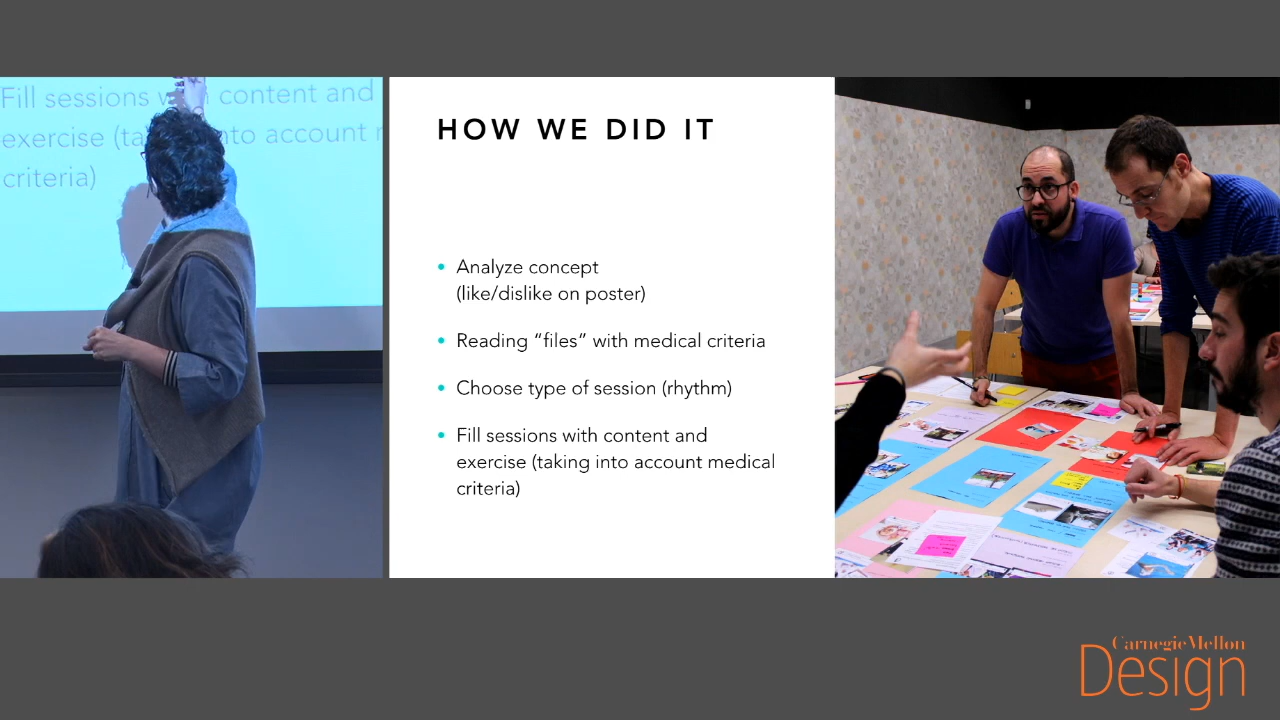 Fill sessions w content and
exercise (ta into account
criteria)
HOW WE DID IT
• Analyze concept
(like/dislike on poster)
• Reading “files” with medical criteria
• Choose type of session (rhythm)
• Fill sessions with content and
exercise (taking into account medical
criteria)
Carnegie Mellon
Design